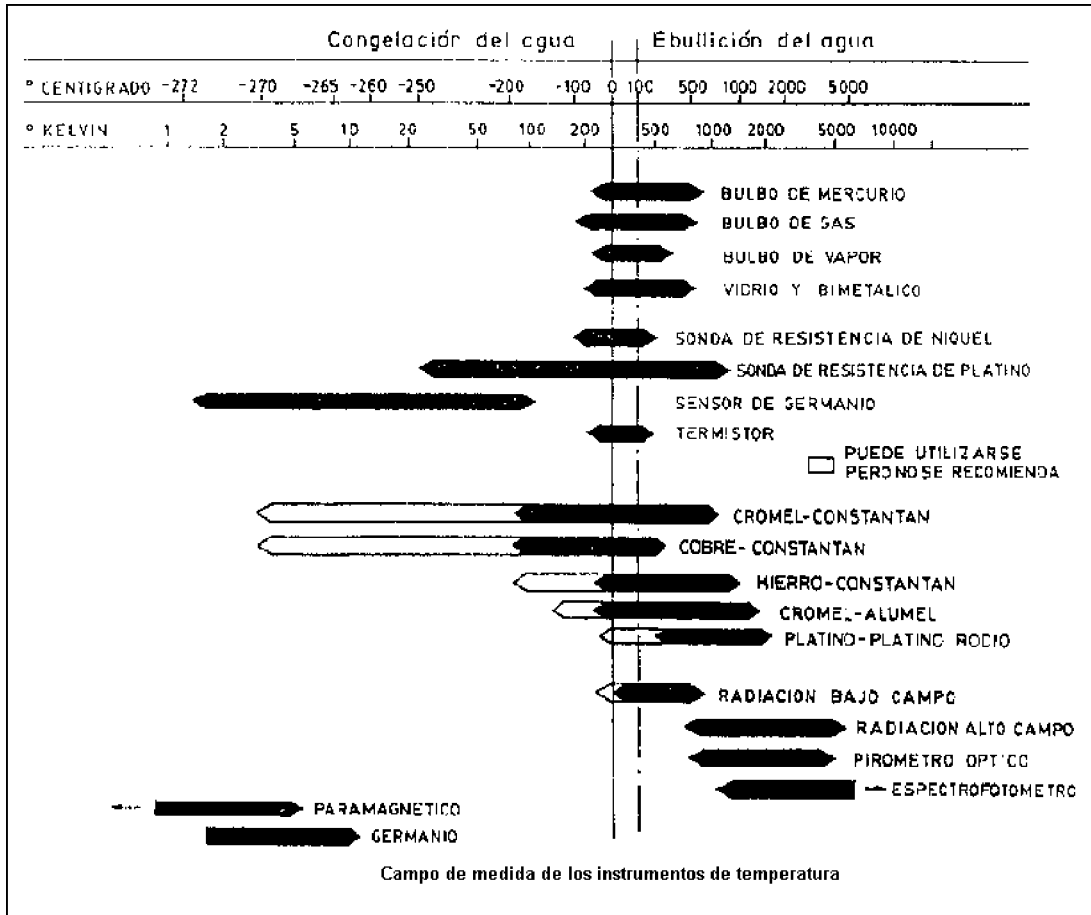 Congelación del agua Ebullición del agua
° CENTIGRADO -272 -270 -265 -260 -250 -200 -100 0 100 500 1000 2000 5000
° KELVIN 1 2 5 10 20 50 100 200 500 1000 2000 5000 10000
BULBO DE MERCURIO
BULBO DE GAS
BULBO DE VAPOR
VIDRIO Y BIMETALICO
SONDA DE RESISTENCIA DE NIQUEL
SONDA DE RESISTENCIA DE PLATINO
SENSOR DE GERMANIO
TERMISTOR
PUEDE UTILIZARSE
PERO NO SE RECOMIENDA
CROMEL-CONSTANTAN
COBRE-CONSTANTAN
HIERRO-CONSTANTAN
CROMEL-ALUMEL
PLATINO-PLATINO RODIO
RADIACION BAJO CAMPO
RADIACION ALTO CAMPO
PIROMETRO OPTICO
ESPECTROFOTOMETRO
PARAMAGNETICO
GERMANIO
Campo de medida de los instrumentos de temperatura